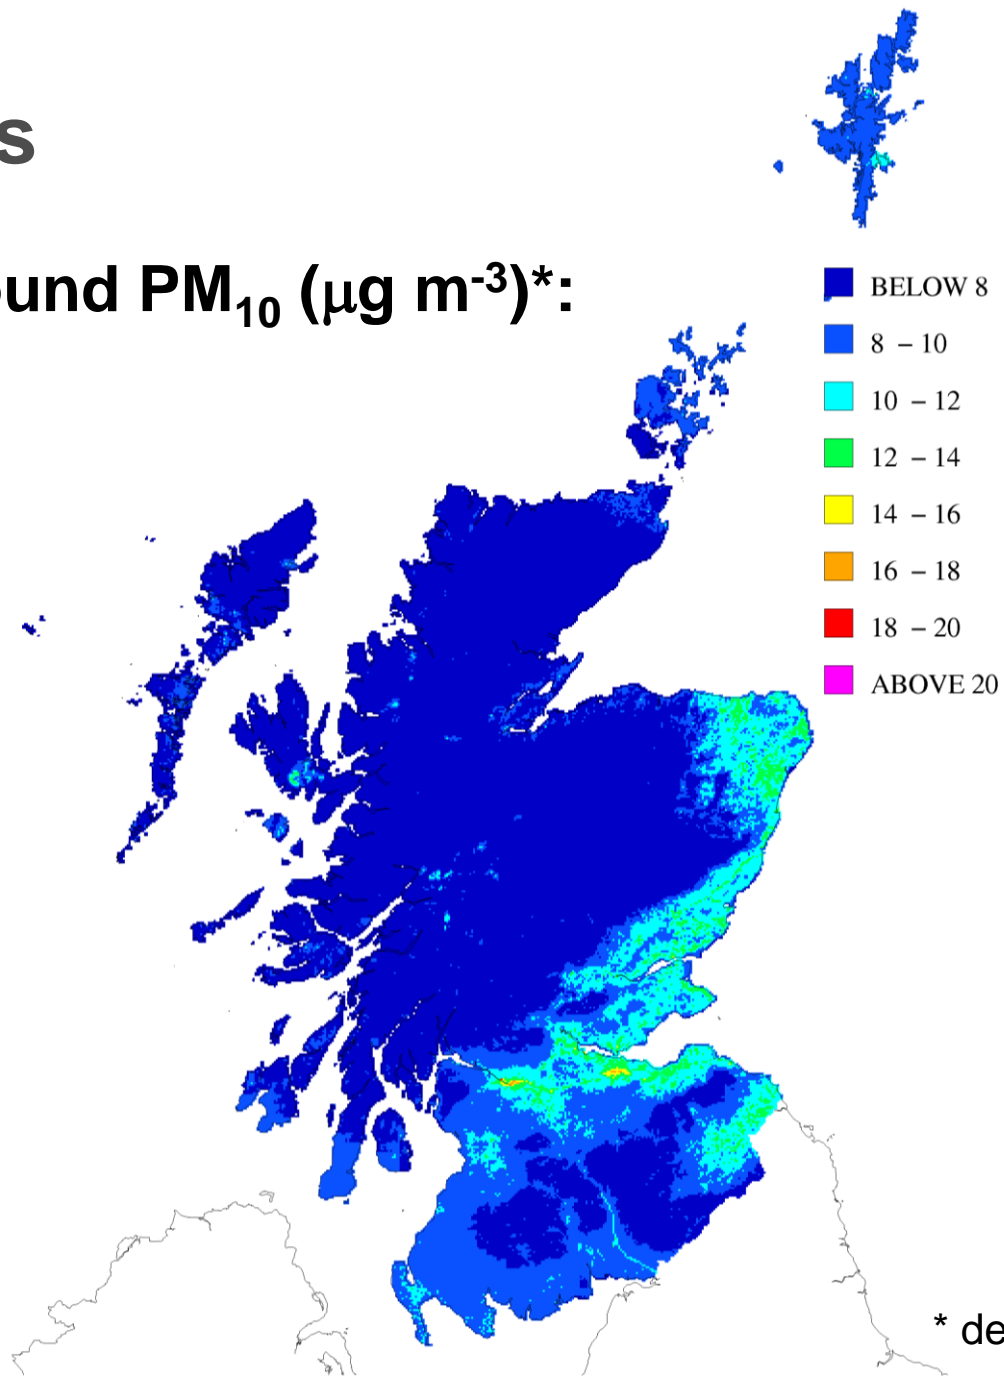 s
ound PM₁₀ (μg m⁻³)*:
BELOW 8
8 – 10
10 – 12
12 – 14
14 – 16
16 – 18
18 – 20
ABOVE 20
* de